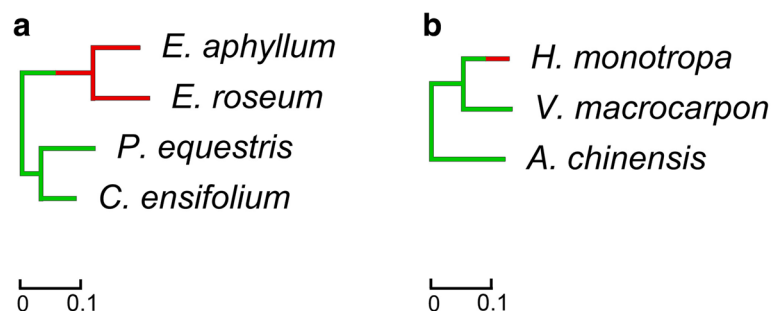 a
E. aphyllum
E. roseum
P. equestris
C. ensifolium
0 0.1
b
H. monotropa
V. macrocarpon
A. chinensis
0 0.1